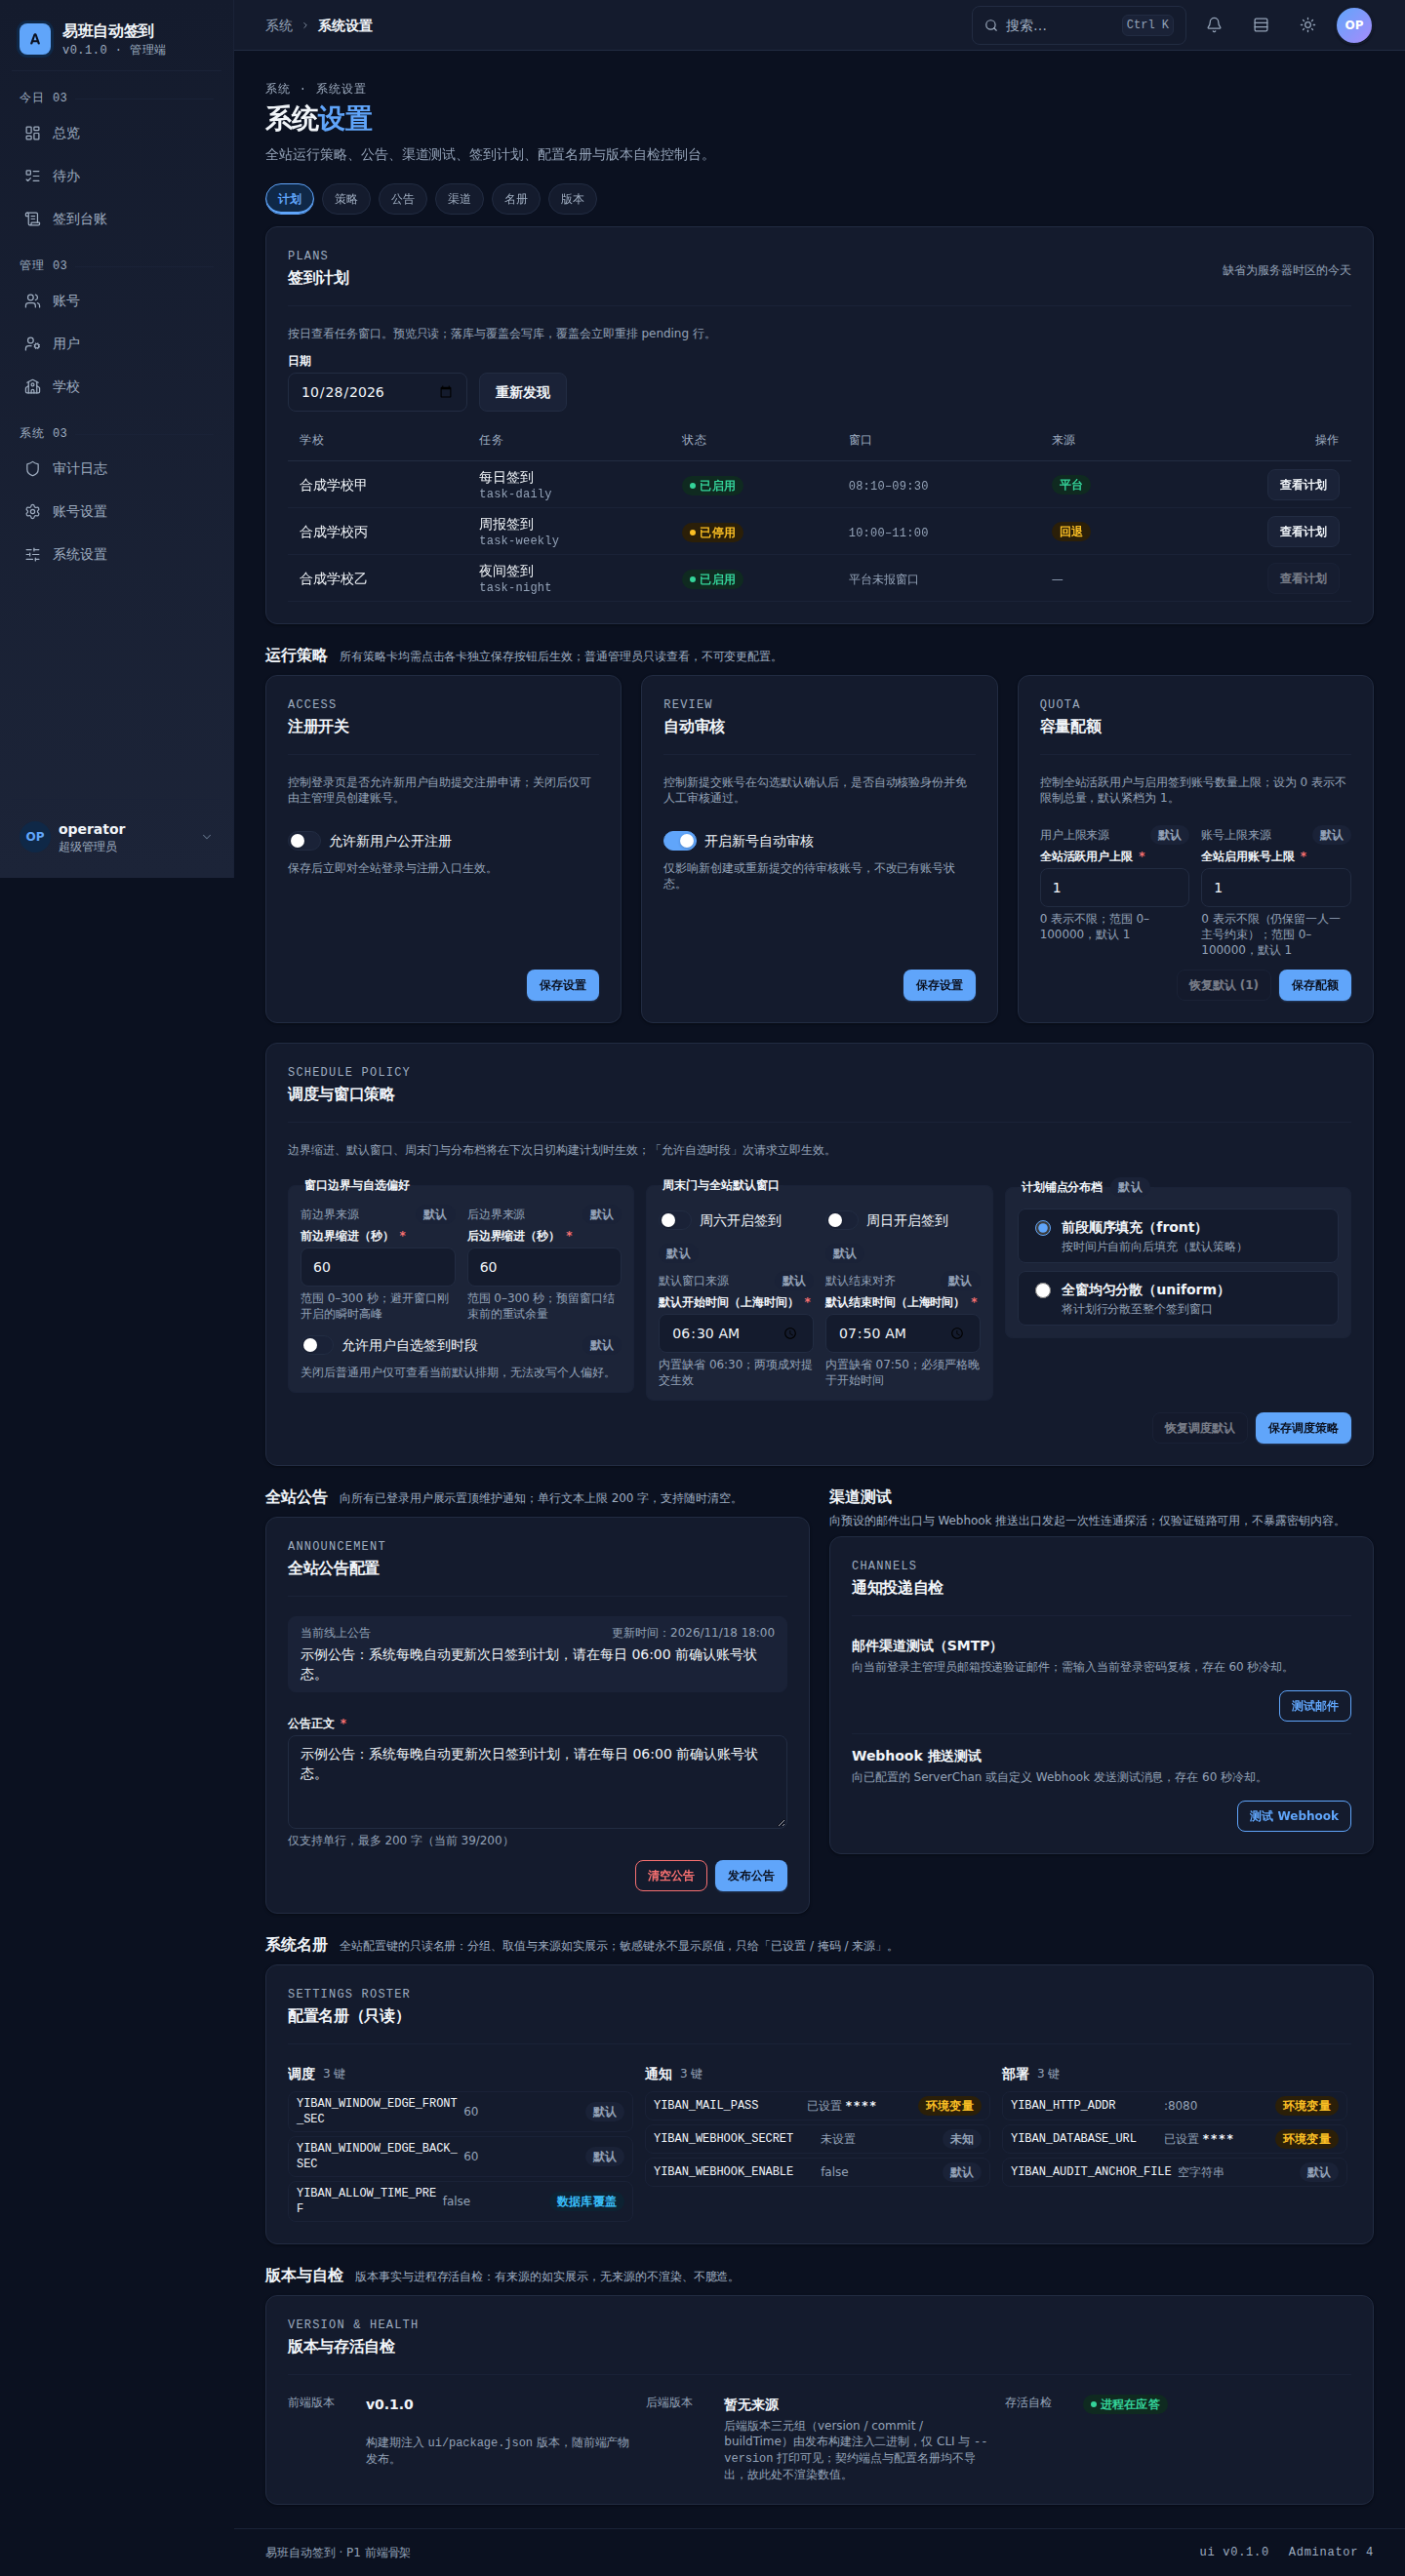 A
易班自动签到
v0.1.0 · 管理端
今日 03
总览
待办
签到台账
管理 03
账号
用户
学校
系统 03
审计日志
账号设置
系统设置
OP
operator
超级管理员
系统 › 系统设置
搜索…
Ctrl K
OP
系统 · 系统设置
系统设置
全站运行策略、公告、渠道测试、签到计划、配置名册与版本自检控制台。
计划 策略 公告 渠道 名册 版本
PLANS
签到计划
缺省为服务器时区的今天
按日查看任务窗口。预览只读；落库与覆盖会写库，覆盖会立即重排 pending 行。
日期
10/28/2026
重新发现
学校 任务 状态 窗口 来源 操作
合成学校甲 每日签到 已启用 08:10–09:30 平台 查看计划
task-daily
合成学校丙 周报签到 已停用 10:00–11:00 回退 查看计划
task-weekly
合成学校乙 夜间签到 已启用 平台未报窗口 — 查看计划
task-night
运行策略 所有策略卡均需点击各卡独立保存按钮后生效；普通管理员只读查看，不可变更配置。
ACCESS
注册开关
控制登录页是否允许新用户自助提交注册申请；关闭后仅可
由主管理员创建账号。
允许新用户公开注册
保存后立即对全站登录与注册入口生效。
保存设置
REVIEW
自动审核
控制新提交账号在勾选默认确认后，是否自动核验身份并免
人工审核通过。
开启新号自动审核
仅影响新创建或重新提交的待审核账号，不改已有账号状
态。
保存设置
QUOTA
容量配额
控制全站活跃用户与启用签到账号数量上限；设为 0 表示不
限制总量，默认紧档为 1。
用户上限来源 默认
全站活跃用户上限 *
1
0 表示不限；范围 0–
100000，默认 1
账号上限来源 默认
全站启用账号上限 *
1
0 表示不限（仍保留一人一
主号约束）；范围 0–
100000，默认 1
恢复默认 (1)
保存配额
SCHEDULE POLICY
调度与窗口策略
边界缩进、默认窗口、周末门与分布档将在下次日切构建计划时生效；「允许自选时段」次请求立即生效。
窗口边界与自选偏好
前边界来源 默认
前边界缩进（秒） *
60
范围 0–300 秒；避开窗口刚
开启的瞬时高峰
后边界来源 默认
后边界缩进（秒） *
60
范围 0–300 秒；预留窗口结
束前的重试余量
允许用户自选签到时段 默认
关闭后普通用户仅可查看当前默认排期，无法改写个人偏好。
周末门与全站默认窗口
周六开启签到
默认
周日开启签到
默认
默认窗口来源 默认
默认开始时间（上海时间） *
06:30 AM
内置缺省 06:30；两项成对提
交生效
默认结束对齐 默认
默认结束时间（上海时间） *
07:50 AM
内置缺省 07:50；必须严格晚
于开始时间
计划铺点分布档 默认
前段顺序填充（front）
按时间片自前向后填充（默认策略）
全窗均匀分散（uniform）
将计划行分散至整个签到窗口
恢复调度默认
保存调度策略
全站公告 向所有已登录用户展示置顶维护通知；单行文本上限 200 字，支持随时清空。
ANNOUNCEMENT
全站公告配置
当前线上公告 更新时间：2026/11/18 18:00
示例公告：系统每晚自动更新次日签到计划，请在每日 06:00 前确认账号状
态。
公告正文 *
示例公告：系统每晚自动更新次日签到计划，请在每日 06:00 前确认账号状
态。
仅支持单行，最多 200 字（当前 39/200）
清空公告
发布公告
渠道测试
向预设的邮件出口与 Webhook 推送出口发起一次性连通探活；仅验证链路可用，不暴露密钥内容。
CHANNELS
通知投递自检
邮件渠道测试（SMTP）
向当前登录主管理员邮箱投递验证邮件；需输入当前登录密码复核，存在 60 秒冷却。
测试邮件
Webhook 推送测试
向已配置的 ServerChan 或自定义 Webhook 发送测试消息，存在 60 秒冷却。
测试 Webhook
系统名册 全站配置键的只读名册：分组、取值与来源如实展示；敏感键永不显示原值，只给「已设置 / 掩码 / 来源」。
SETTINGS ROSTER
配置名册（只读）
调度 3 键
YIBAN_WINDOW_EDGE_FRONT
_SEC 60 默认
YIBAN_WINDOW_EDGE_BACK_
SEC 60 默认
YIBAN_ALLOW_TIME_PRE
F false 数据库覆盖
通知 3 键
YIBAN_MAIL_PASS 已设置 **** 环境变量
YIBAN_WEBHOOK_SECRET 未设置 未知
YIBAN_WEBHOOK_ENABLE false 默认
部署 3 键
YIBAN_HTTP_ADDR :8080 环境变量
YIBAN_DATABASE_URL 已设置 **** 环境变量
YIBAN_AUDIT_ANCHOR_FILE 空字符串 默认
版本与自检 版本事实与进程存活自检：有来源的如实展示，无来源的不渲染、不臆造。
VERSION & HEALTH
版本与存活自检
前端版本 v0.1.0
构建期注入 ui/package.json 版本，随前端产物
发布。
后端版本 暂无来源
后端版本三元组（version / commit /
buildTime）由发布构建注入二进制，仅 CLI 与 --
version 打印可见；契约端点与配置名册均不导
出，故此处不渲染数值。
存活自检 进程在应答
易班自动签到 · P1 前端骨架
ui v0.1.0 Adminator 4